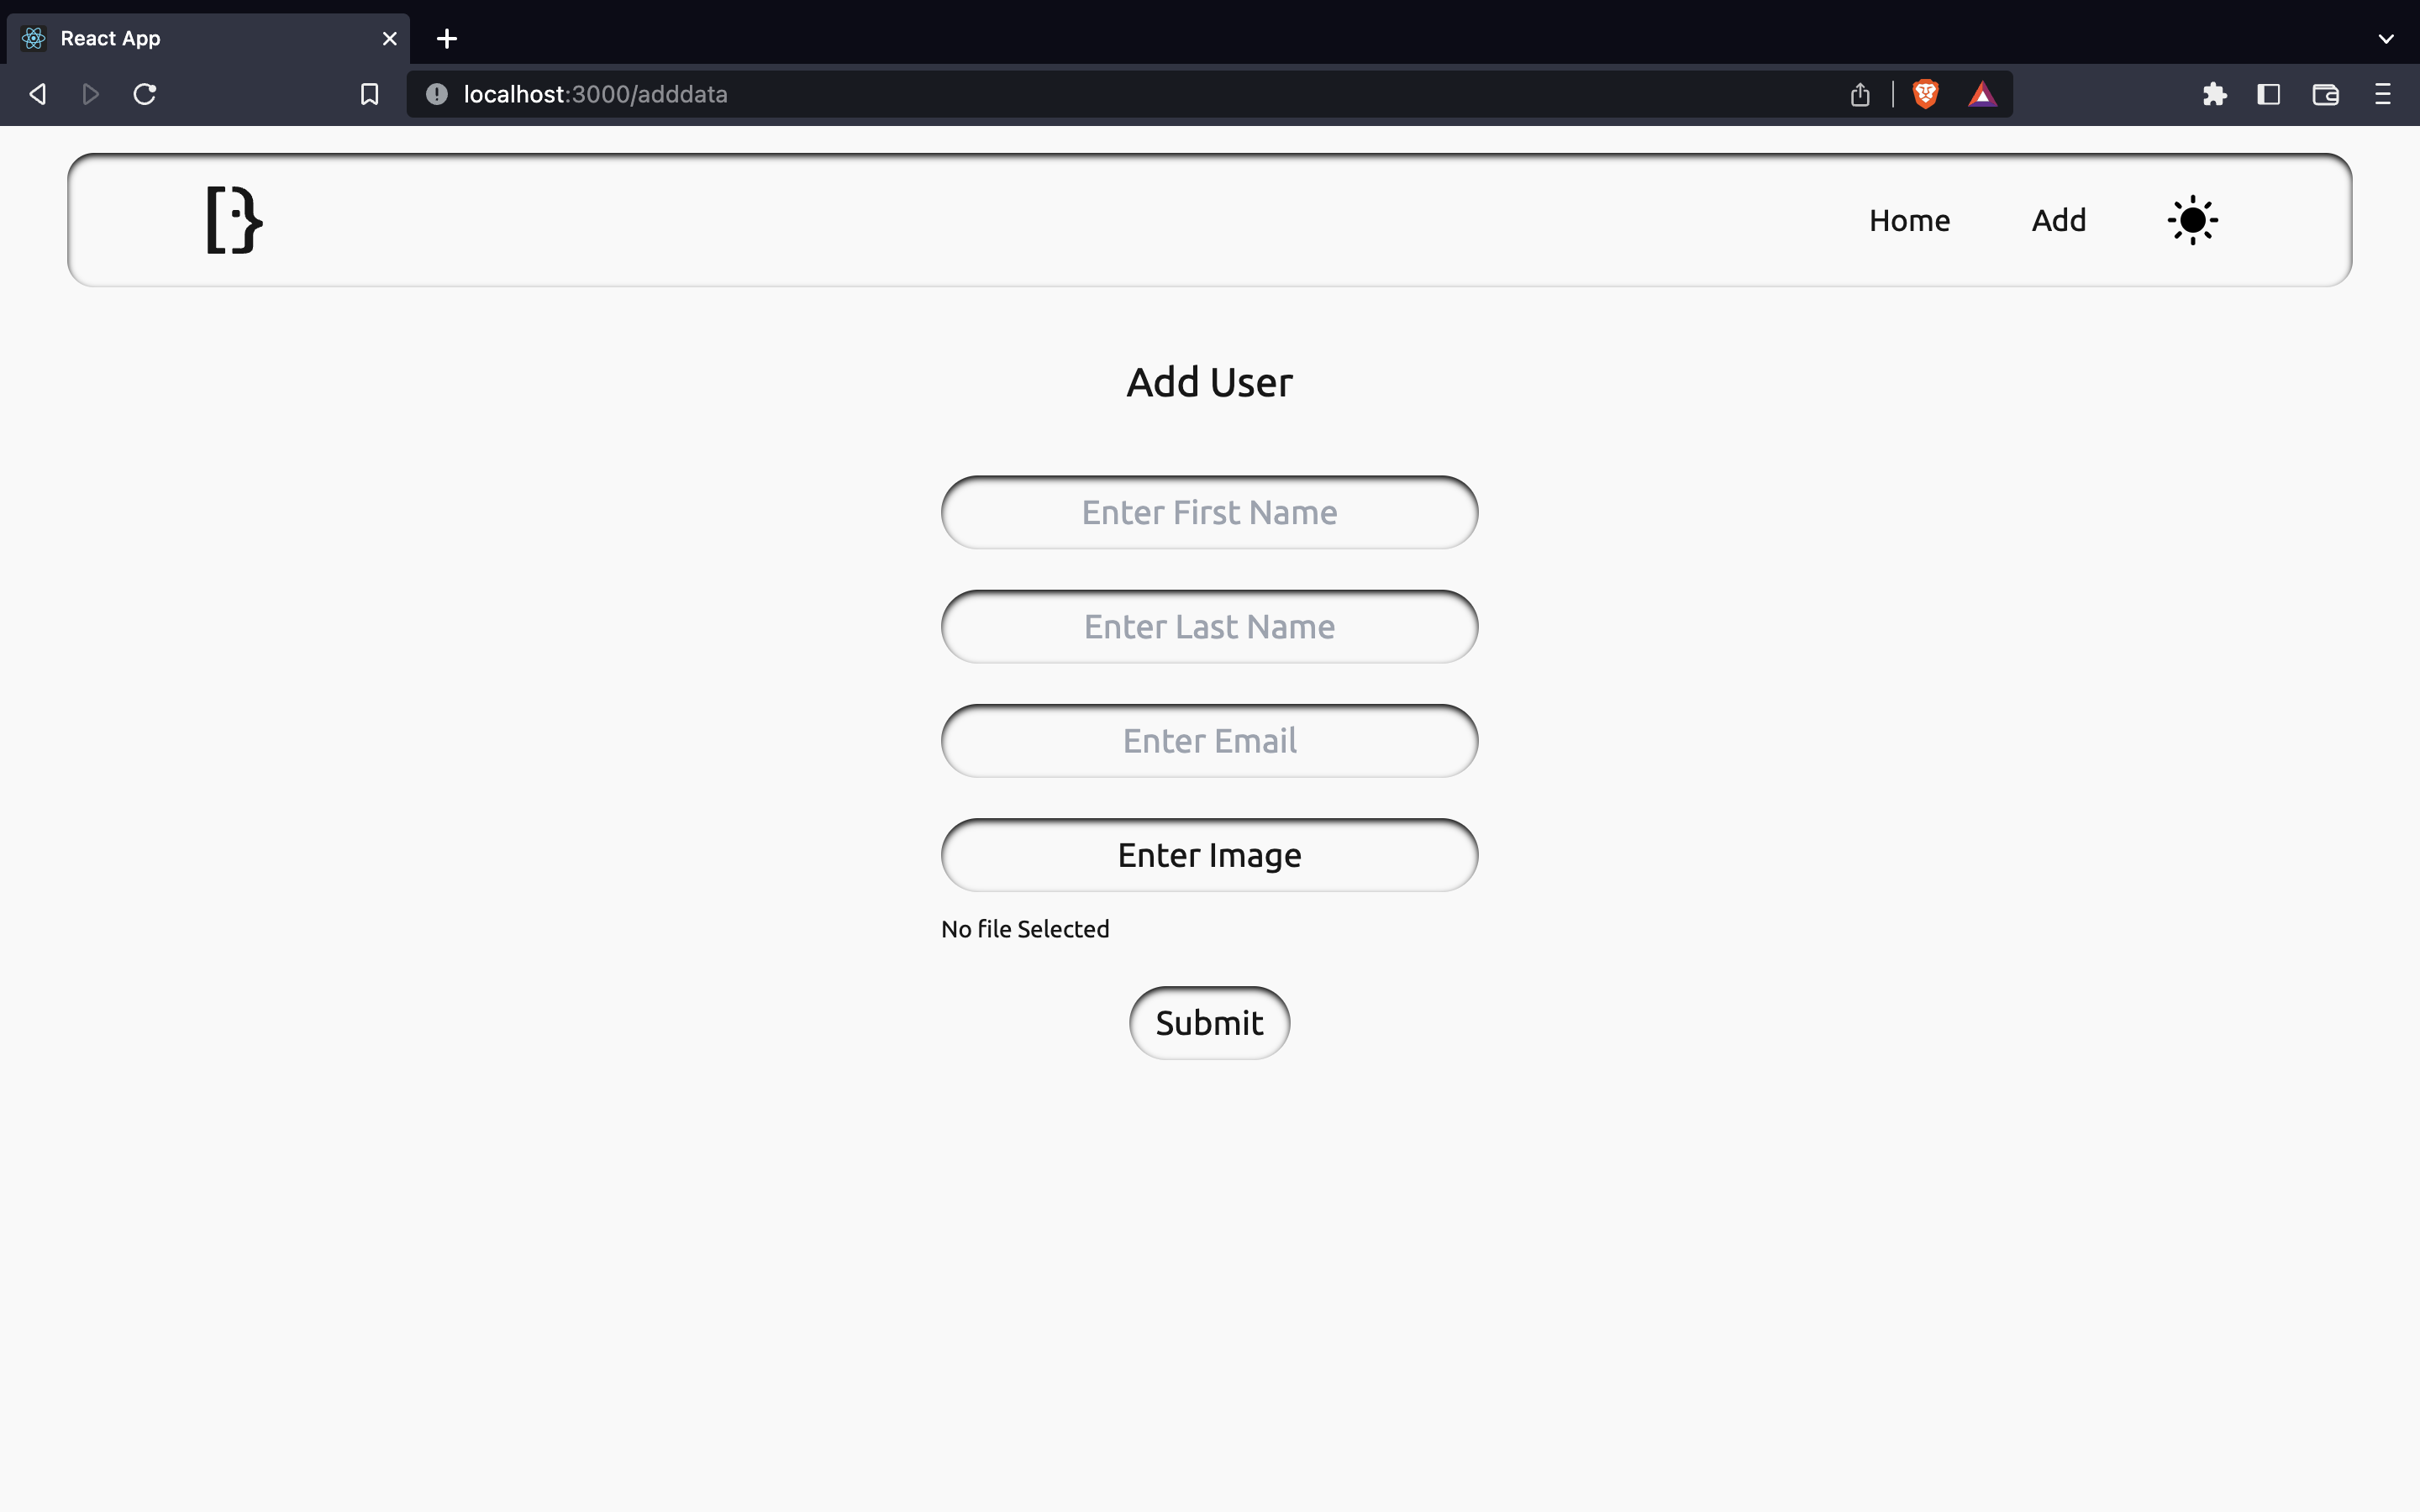 React App
localhost:3000/adddata
[:}
Home
Add
Add User
Enter First Name
Enter Last Name
Enter Email
Enter Image
No file Selected
Submit